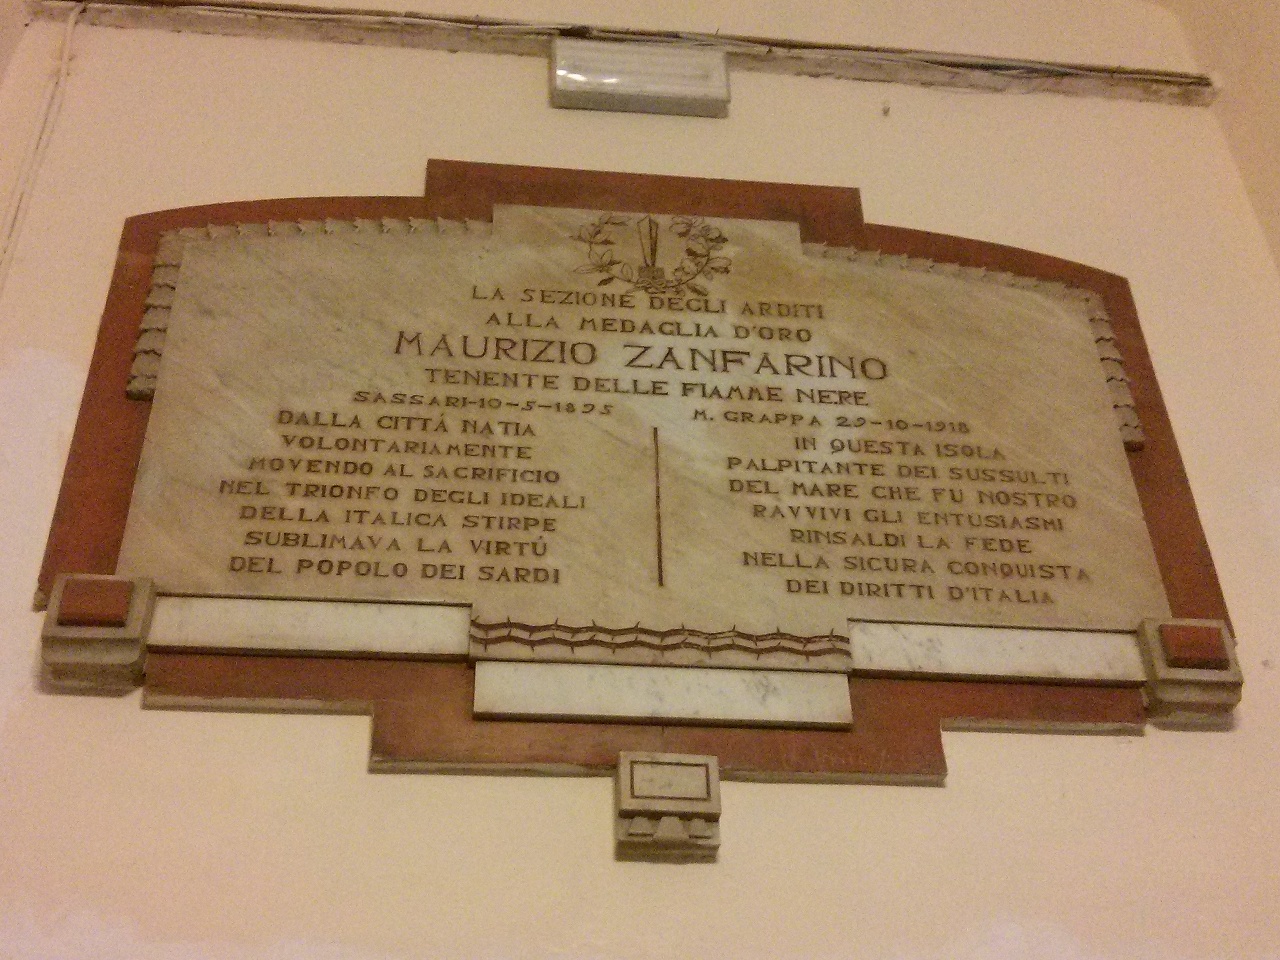 LA SEZIONE DEGLI ARDITI
ALLA MEDAGLIA D'ORO
MAURIZIO ZANFARINO
TENENTE DELLE FIAMME NERE
SASSARI-10-5-1895
M. GRAPPA 29-10-1918
DALLA CITTÁ NATIA
VOLONTARIAMENTE
MOVENDO AL SACRIFICIO
NEL TRIONFO DEGLI IDEALI
DELLA ITALICA STIRPE
SUBLIMAVA LA VIRTÚ
DEL POPOLO DEI SARDI
IN QUESTA ISOLA
PALPITANTE DEI SUSSULTI
DEL MARE CHE FU NOSTRO
RAVVIVI GLI ENTUSIASMI
RINSALDI LA FEDE
NELLA SICURA CONQUISTA
DEI DIRITTI D'ITALIA